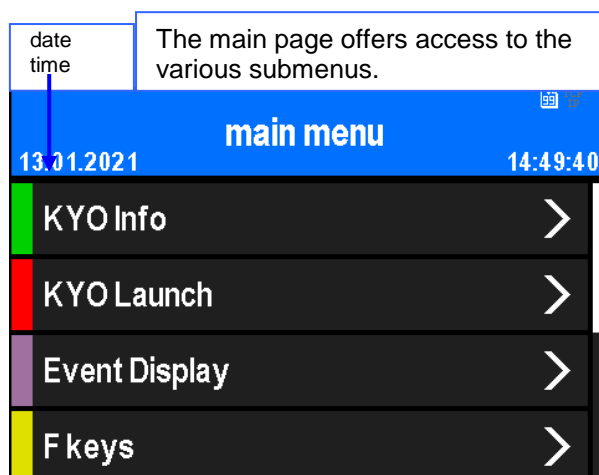 date
time
The main page offers access to the
various submenus.
99
main menu
13.01.2021
14:49:40
KYO Info
KYO Launch
Event Display
F keys